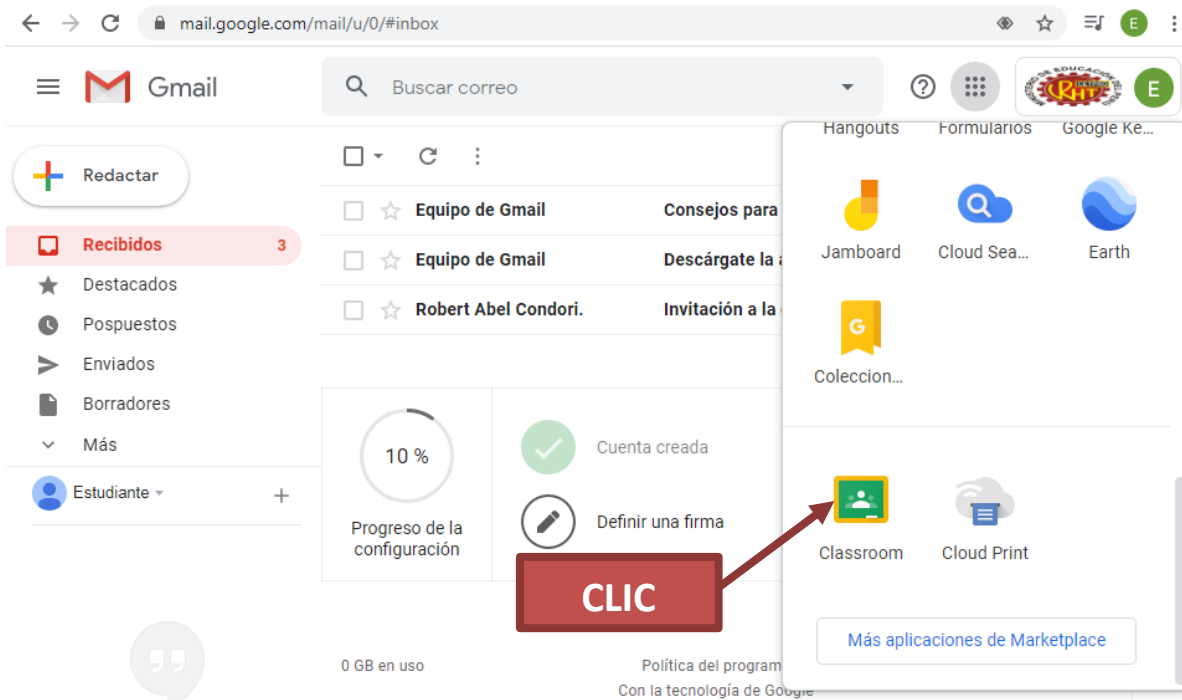 mail.google.com/mail/u/0/#inbox
E
Gmail
Buscar correo
E
Redactar
Recibidos 3
Destacados
Pospuestos
Enviados
Borradores
Más
Estudiante
Equipo de Gmail Consejos para
Equipo de Gmail Descárgate la
Robert Abel Condori. Invitación a la
10 %
Progreso de la
configuración
Cuenta creada
Definir una firma
CLIC
0 GB en uso
Política del program
Con la tecnología de Google
Hangouts Formularios Google Ke...
Jamboard Cloud Sea... Earth
G
Coleccion...
Classroom Cloud Print
Más aplicaciones de Marketplace